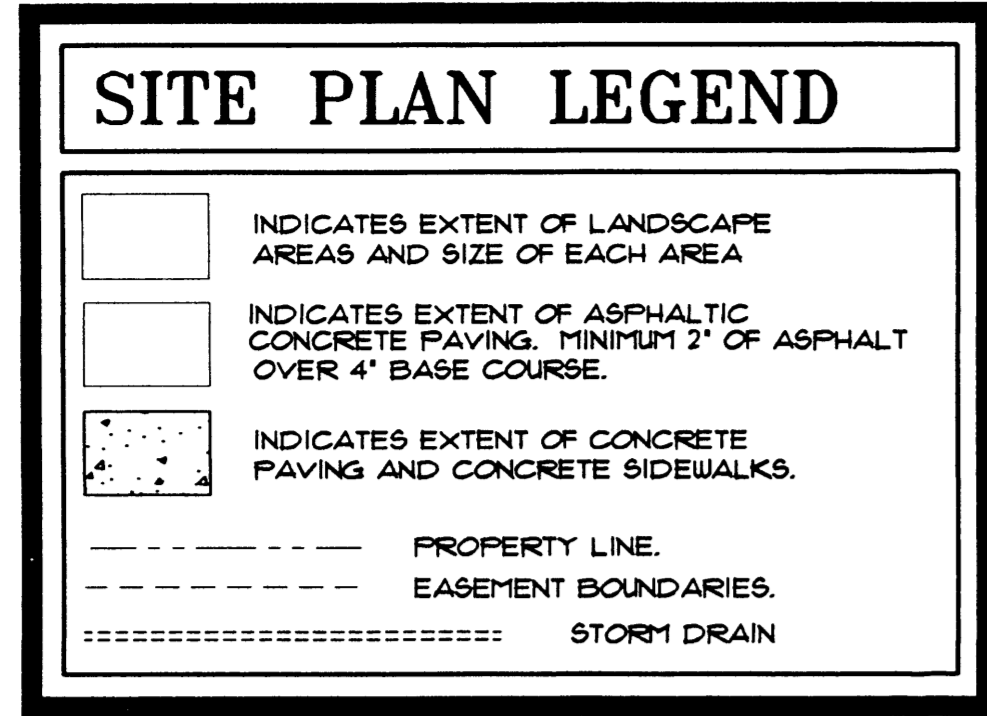 SITE PLAN LEGEND
INDICATES EXTENT OF LANDSCAPE
AREAS AND SIZE OF EACH AREA
INDICATES EXTENT OF ASPHALTIC
CONCRETE PAVING. MINIMUM 2" OF ASPHALT
OVER 4" BASE COURSE.
INDICATES EXTENT OF CONCRETE
PAVING AND CONCRETE SIDEWALKS.
PROPERTY LINE.
EASEMENT BOUNDARIES.
STORM DRAIN